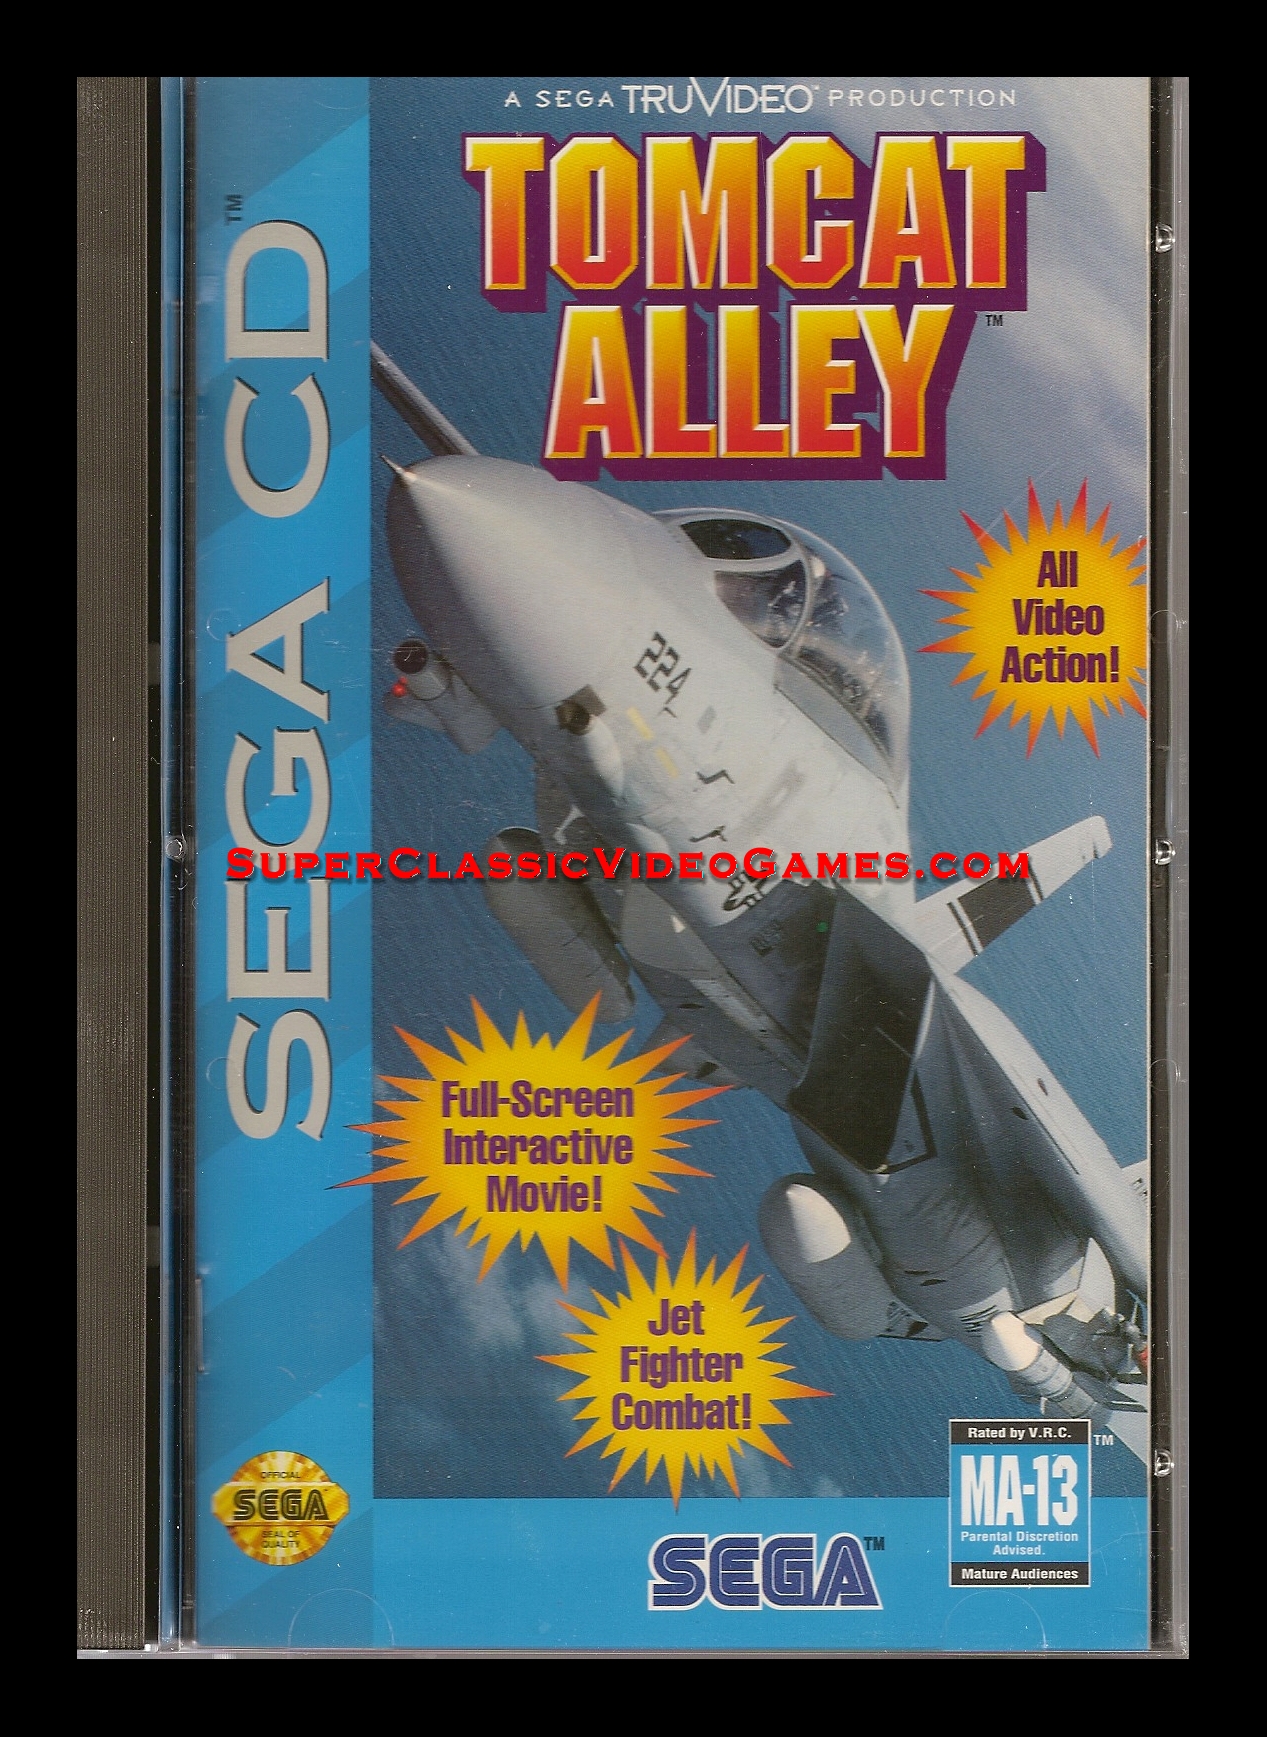 A SEGA TRUVIDEO™ PRODUCTION
TOMCAT
ALLEY™
SEGA CD™
All
Video
Action!
224
SuperClassicVideoGames.com
Full-Screen
Interactive
Movie!
Jet
Fighter
Combat!
Rated by V.R.C.
MA-13™
Parental Discretion
Advised.
Mature Audiences
OFFICIAL
SEGA
SEAL OF
QUALITY
SEGA™